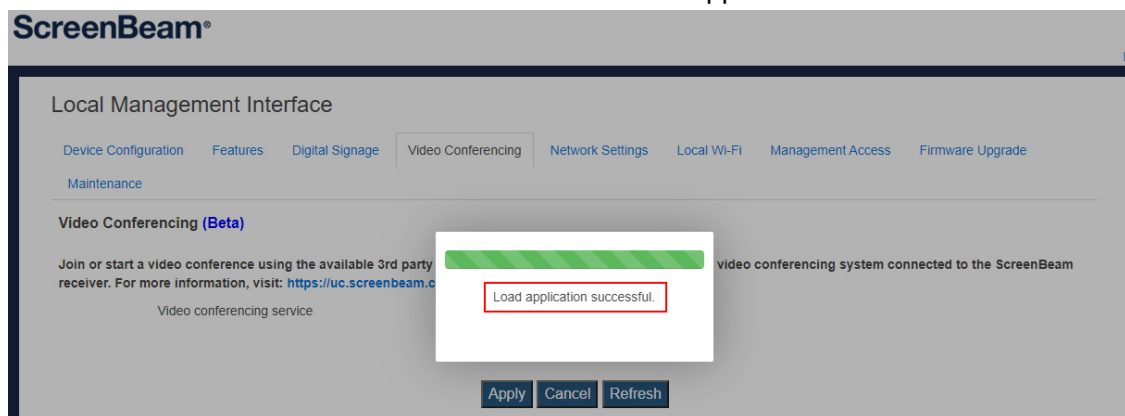 ScreenBeam®
Local Management Interface
Device Configuration Features Digital Signage Video Conferencing Network Settings Local Wi-Fi Management Access Firmware Upgrade
Maintenance
Video Conferencing (Beta)
Join or start a video conference using the available 3rd party video conferencing system connected to the ScreenBeam
receiver. For more information, visit: https://uc.screenbeam.c
Load application successful.
Video conferencing service
Apply Cancel Refresh